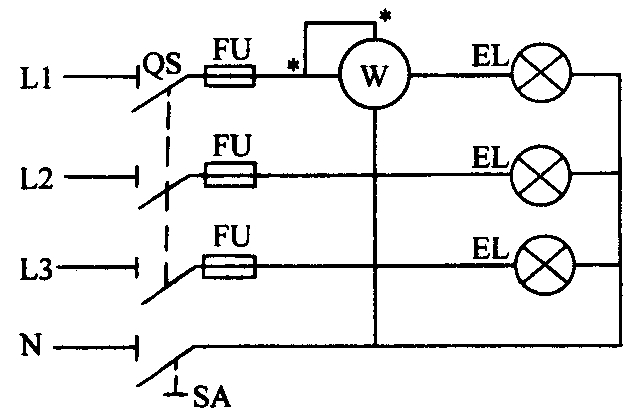 * FU
L1 QS * W EL
FU
L2 EL
FU
L3 EL
N
SA